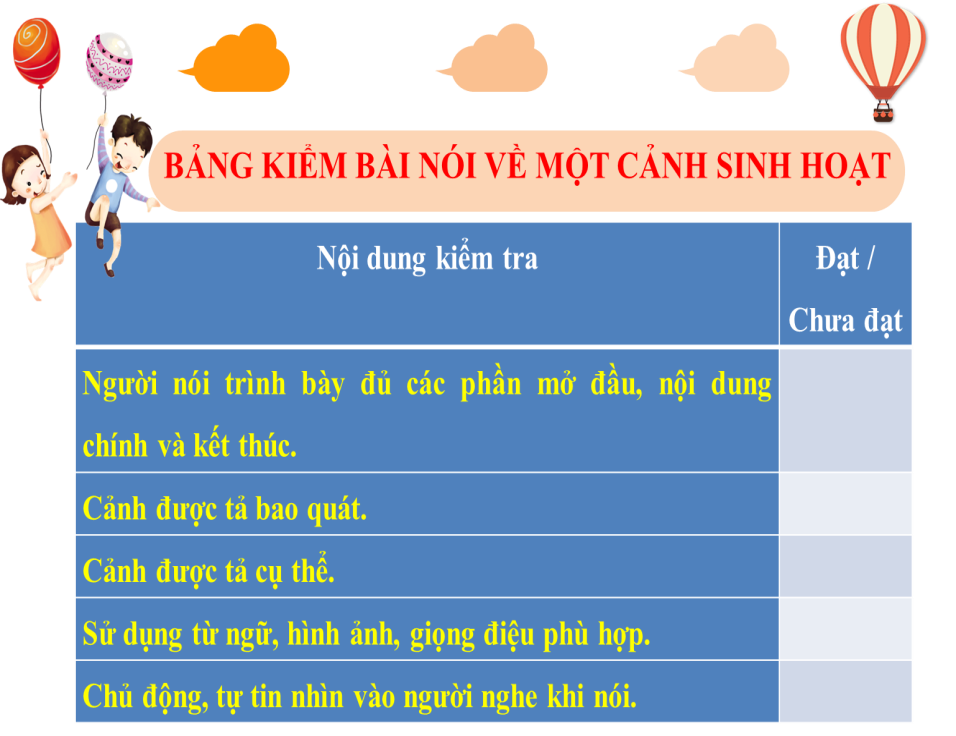 BẢNG KIỂM BÀI NÓI VỀ MỘT CẢNH SINH HOẠT
Nội dung kiểm tra
Đạt /
Chưa đạt
Người nói trình bày đủ các phần mở đầu, nội dung
chính và kết thúc.
Cảnh được tả bao quát.
Cảnh được tả cụ thể.
Sử dụng từ ngữ, hình ảnh, giọng điệu phù hợp.
Chủ động, tự tin nhìn vào người nghe khi nói.